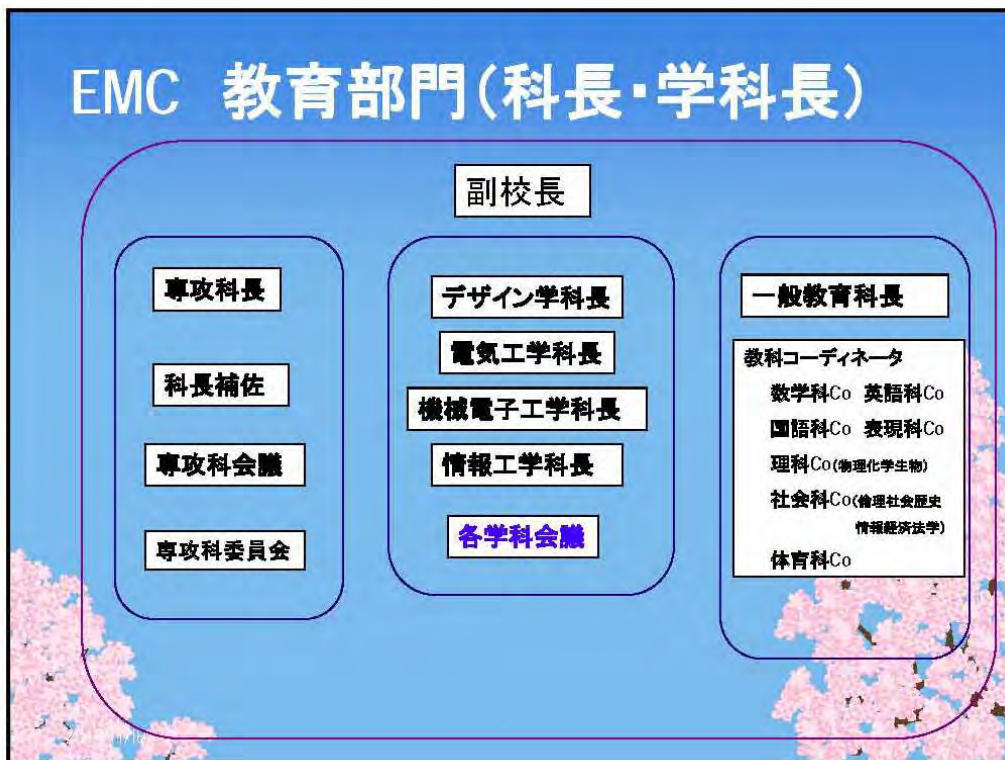 EMC 教育部門(科長・学科長)
副校長
専攻科長
科長補佐
専攻科会議
専攻科委員会
デザイン学科長
電気工学科長
機械電子工学科長
情報工学科長
各学科会議
一般教育科長
教科コーディネータ
数学科Co 英語科Co
国語科Co 表現科Co
理科Co(物理化学生物)
社会科Co(倫理社会歴史
情報経済法学)
体育科Co